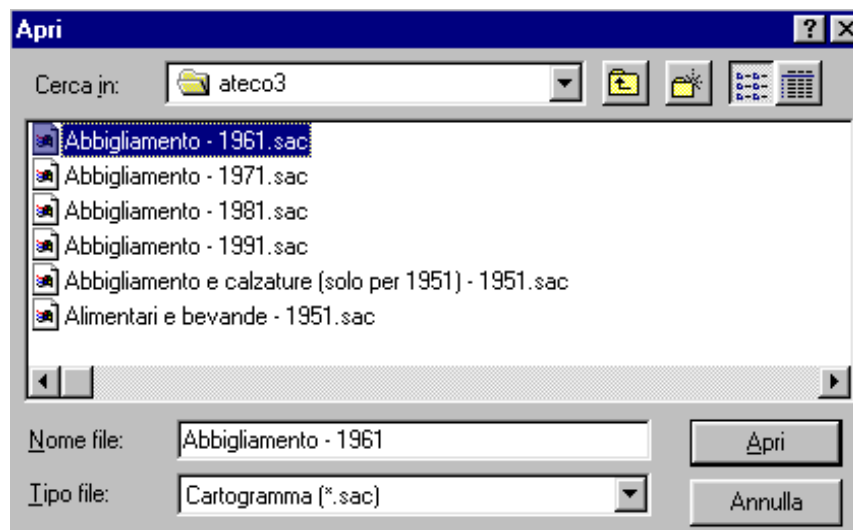 Apri
Cerca in: ateco3
Abbigliamento - 1961.sac
Abbigliamento - 1971.sac
Abbigliamento - 1981.sac
Abbigliamento - 1991.sac
Abbigliamento e calzature (solo per 1951) - 1951.sac
Alimentari e bevande - 1951.sac
Nome file: Abbigliamento - 1961 Apri
Tipo file: Cartogramma (*.sac) Annulla